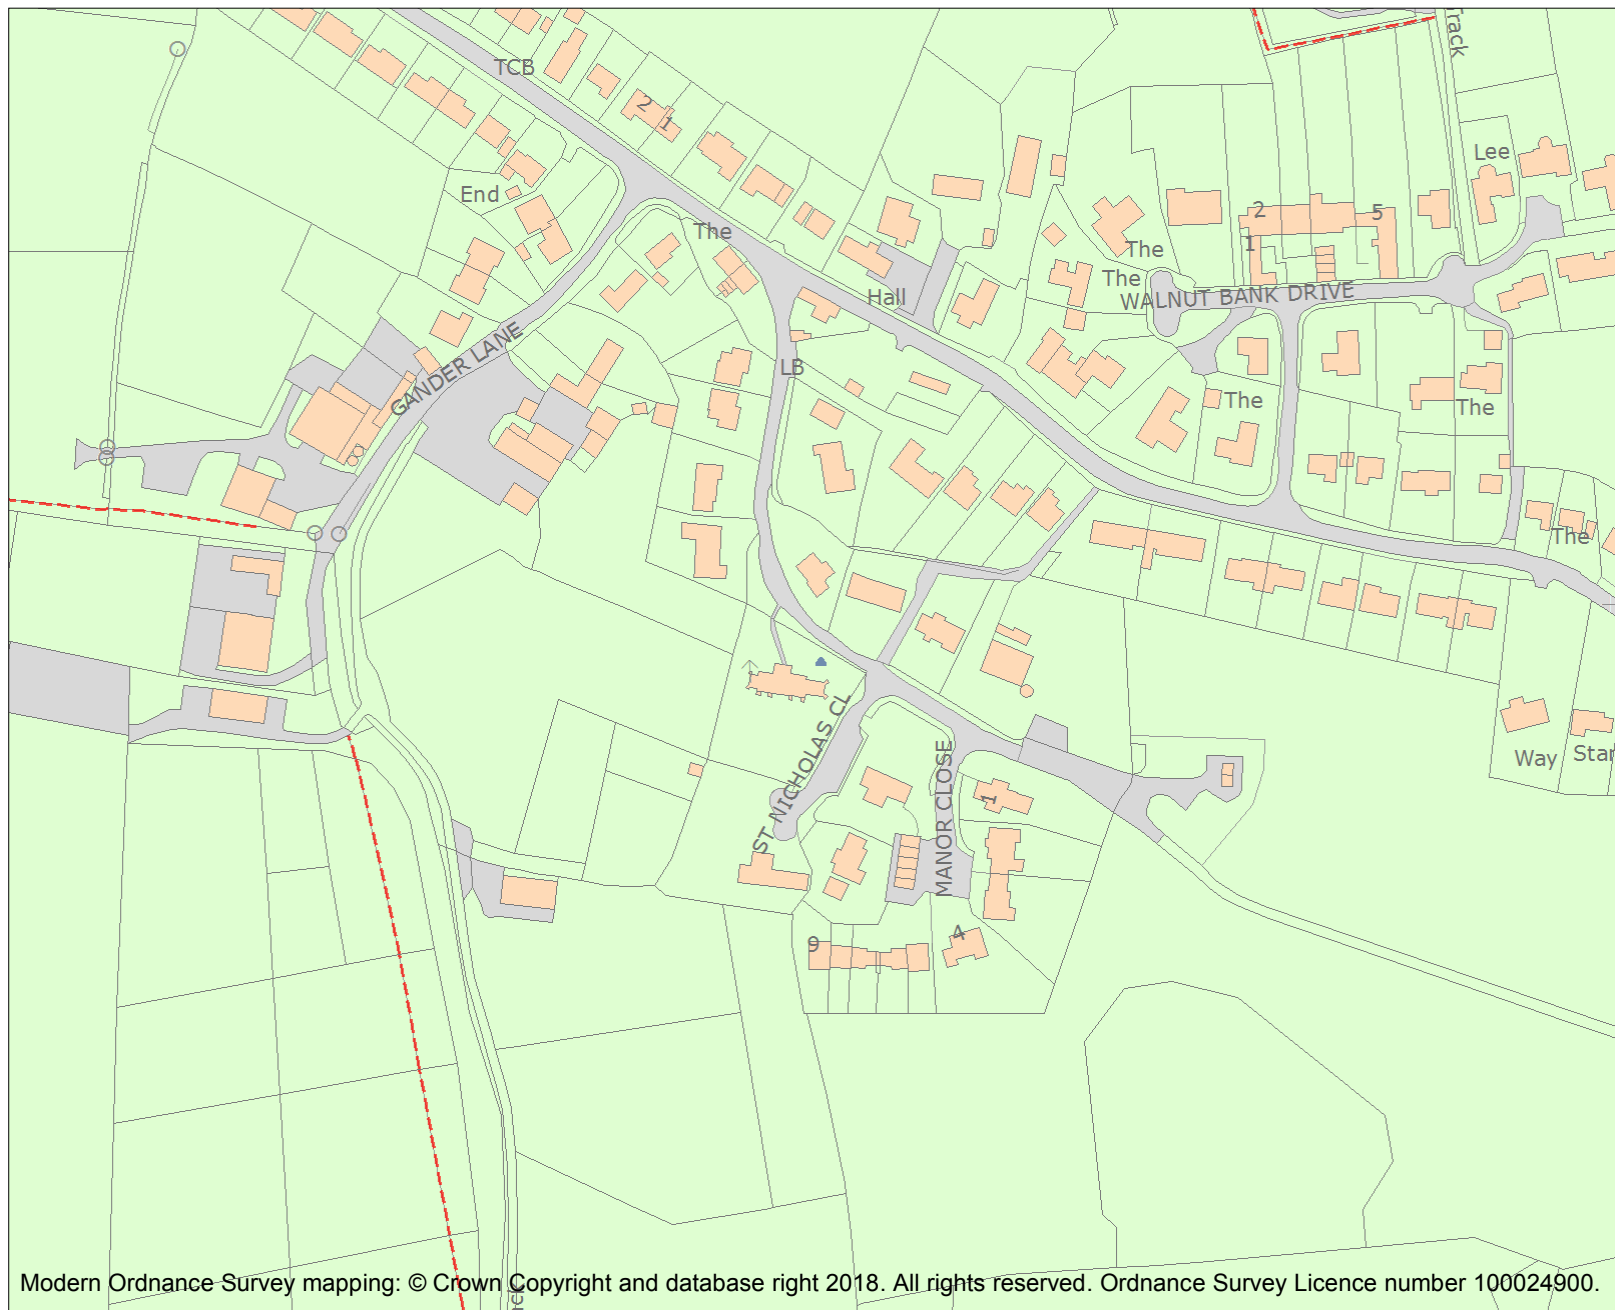 Track
TCB
2
1
Lee
End
2
5
The
1
The
The
Hall
WALNUT BANK DRIVE
GANDER LANE
LB
The
The
The
ST NICHOLAS CL
MANOR CLOSE
Way
Star
1
9
4
Modern Ordnance Survey mapping: © Crown Copyright and database right 2018. All rights reserved. Ordnance Survey Licence number 100024900.